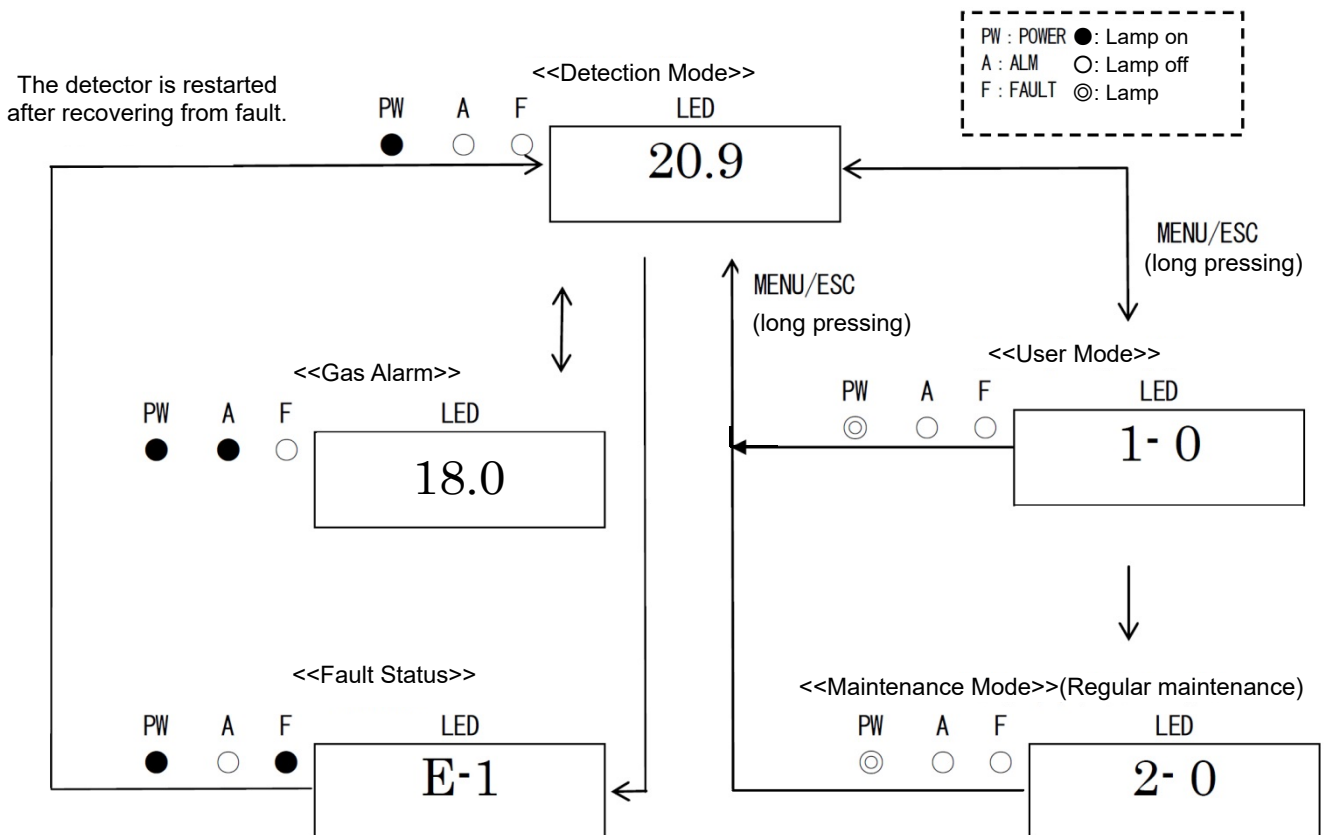 PW : POWER ●: Lamp on
A : ALM ○: Lamp off
F : FAULT ◎: Lamp
The detector is restarted
after recovering from fault.
<<Detection Mode>>
PW A F LED
20.9
MENU/ESC
(long pressing)
MENU/ESC
(long pressing)
<<Gas Alarm>>
PW A F LED
18.0
<<User Mode>>
PW A F LED
1- 0
<<Fault Status>>
PW A F LED
E-1
<<Maintenance Mode>>(Regular maintenance)
PW A F LED
2- 0